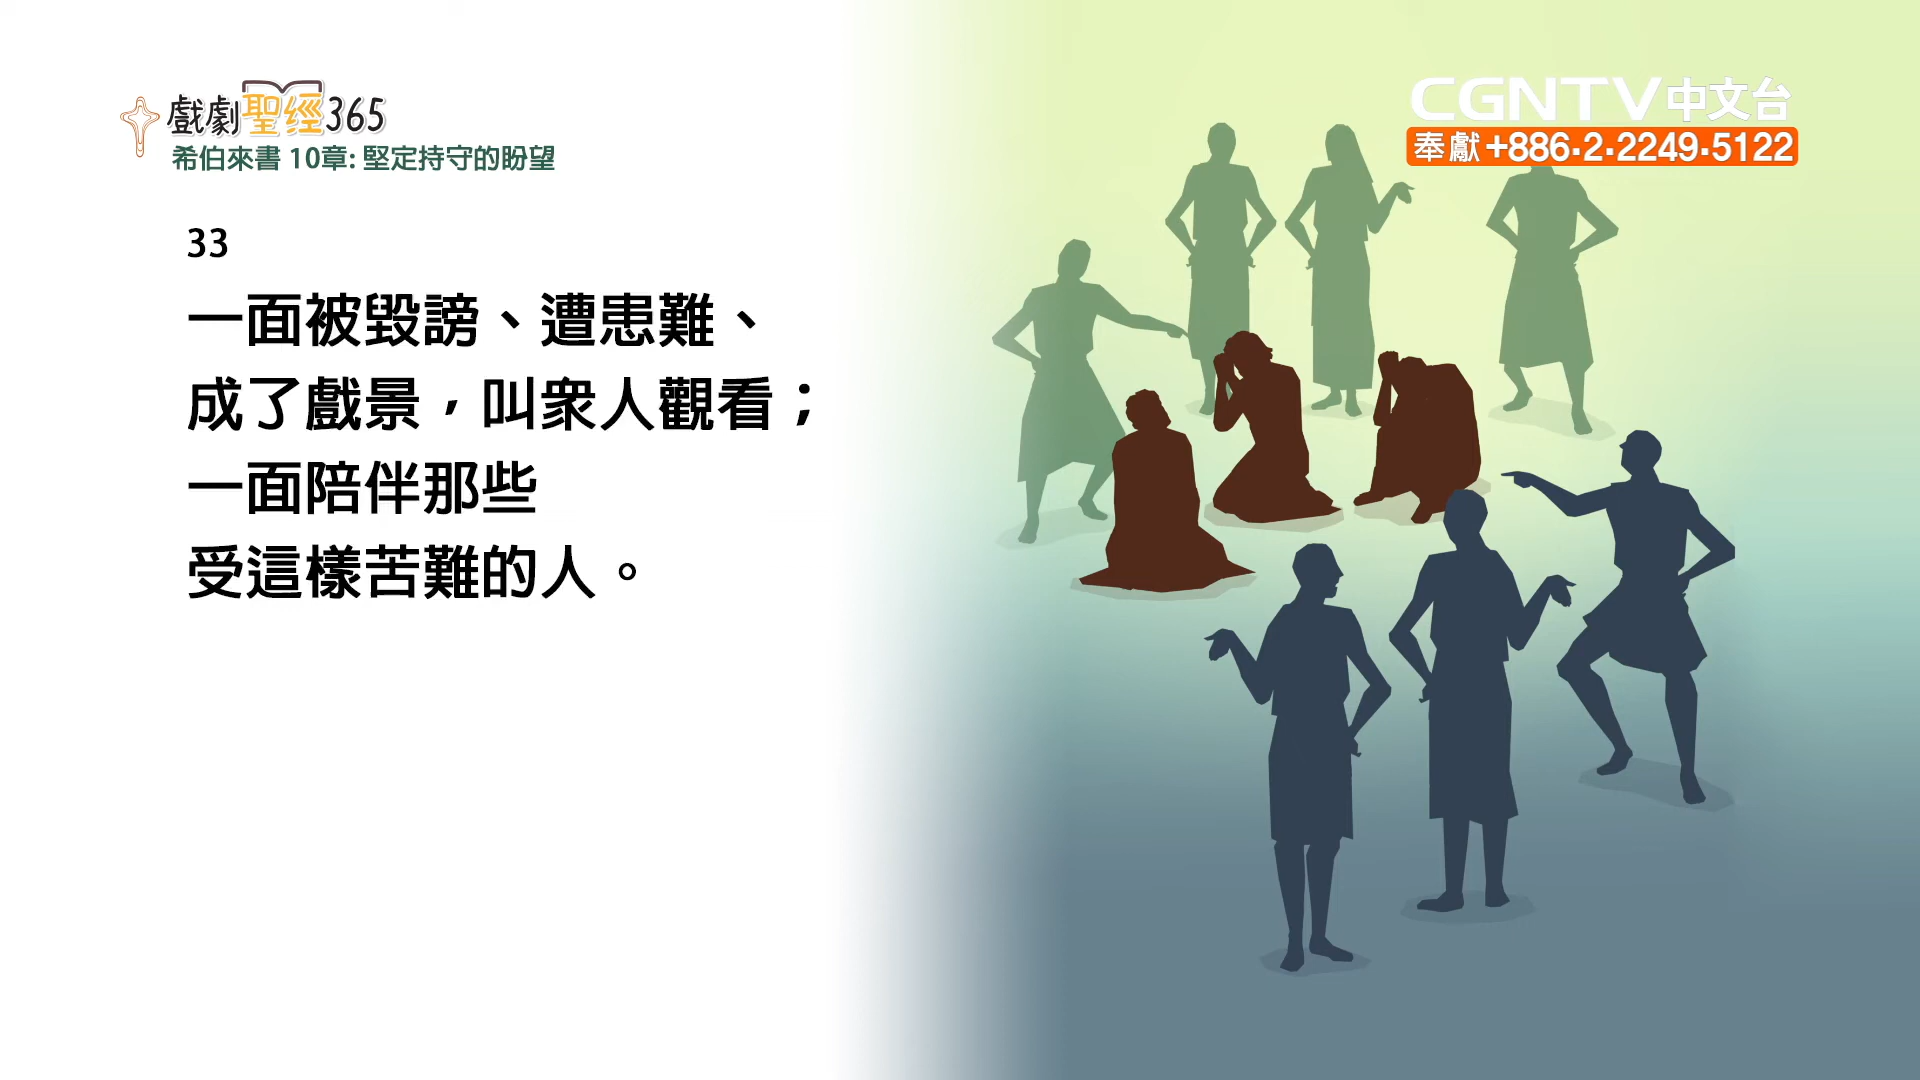 戲劇聖經365
希伯來書 10章: 堅定持守的盼望
CGNTV中文台
奉獻 +886·2·2249·5122
33
一面被毀謗、遭患難、
成了戲景，叫眾人觀看；
一面陪伴那些
受這樣苦難的人。